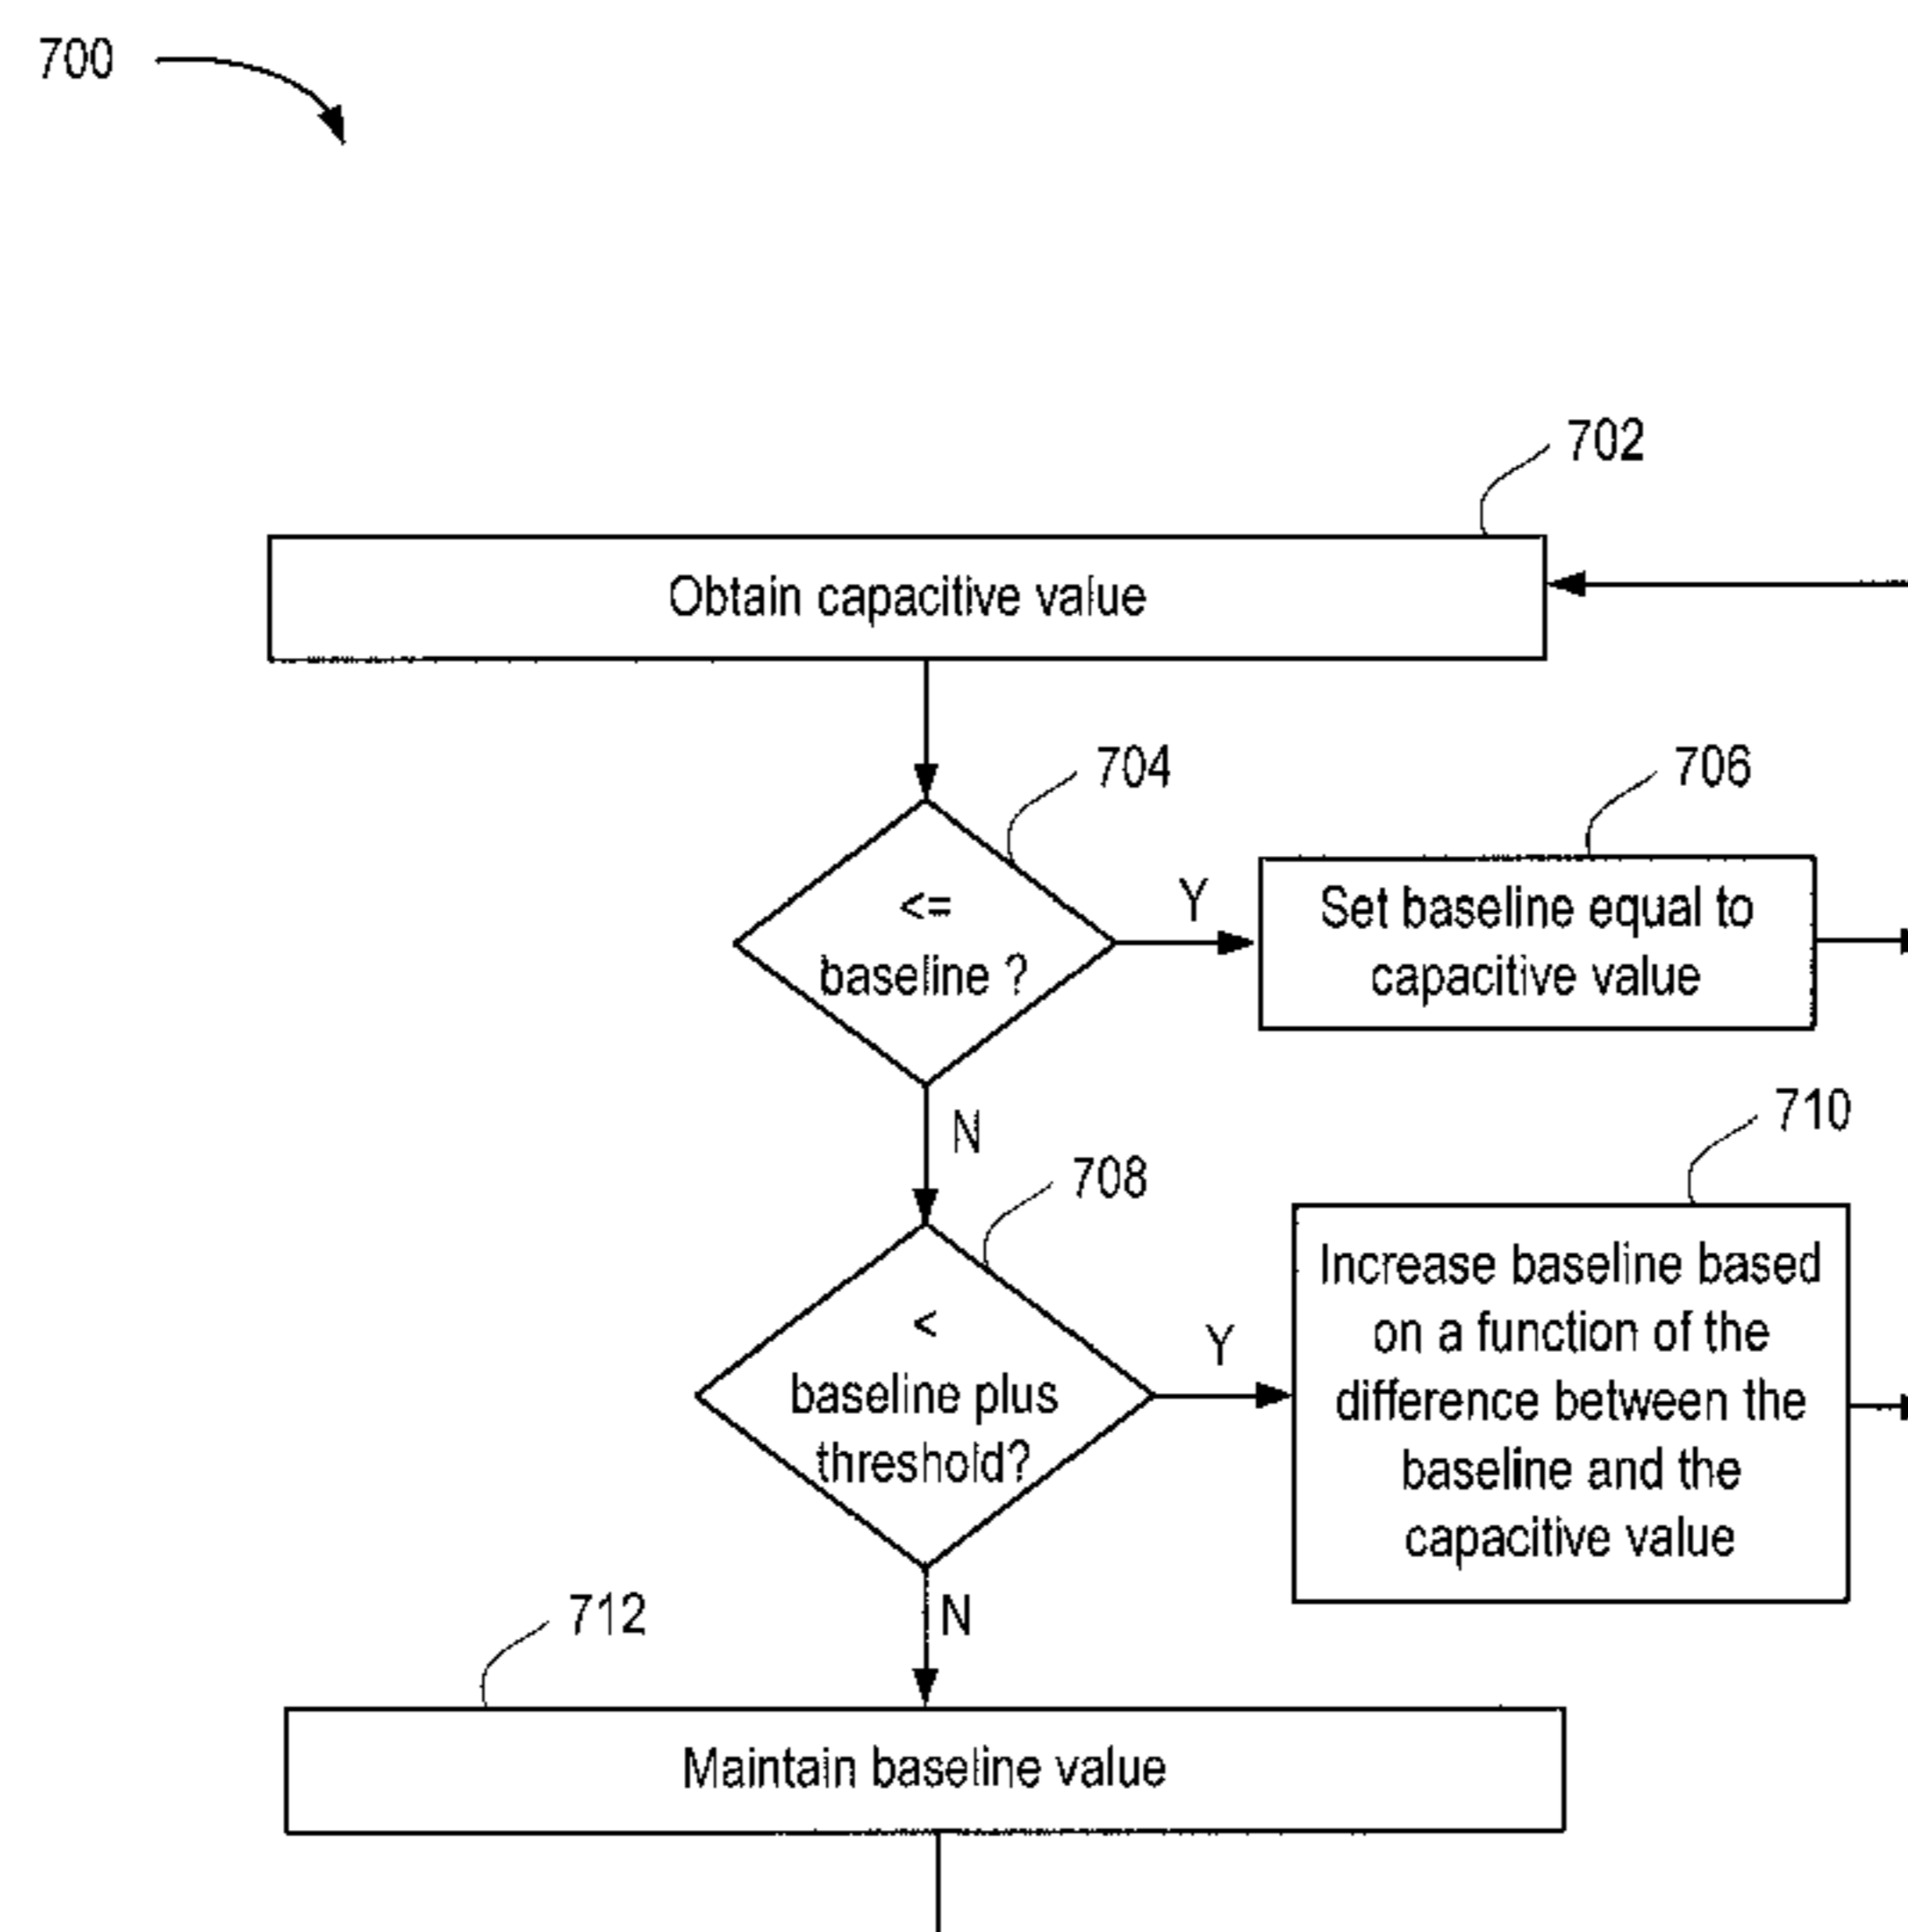 700
702
Obtain capacitive value
704
706
<=
baseline ?
Y
Set baseline equal to
capacitive value
N
708
710
<
baseline plus
threshold?
Y
Increase baseline based
on a function of the
difference between the
baseline and the
capacitive value
N
712
Maintain baseline value